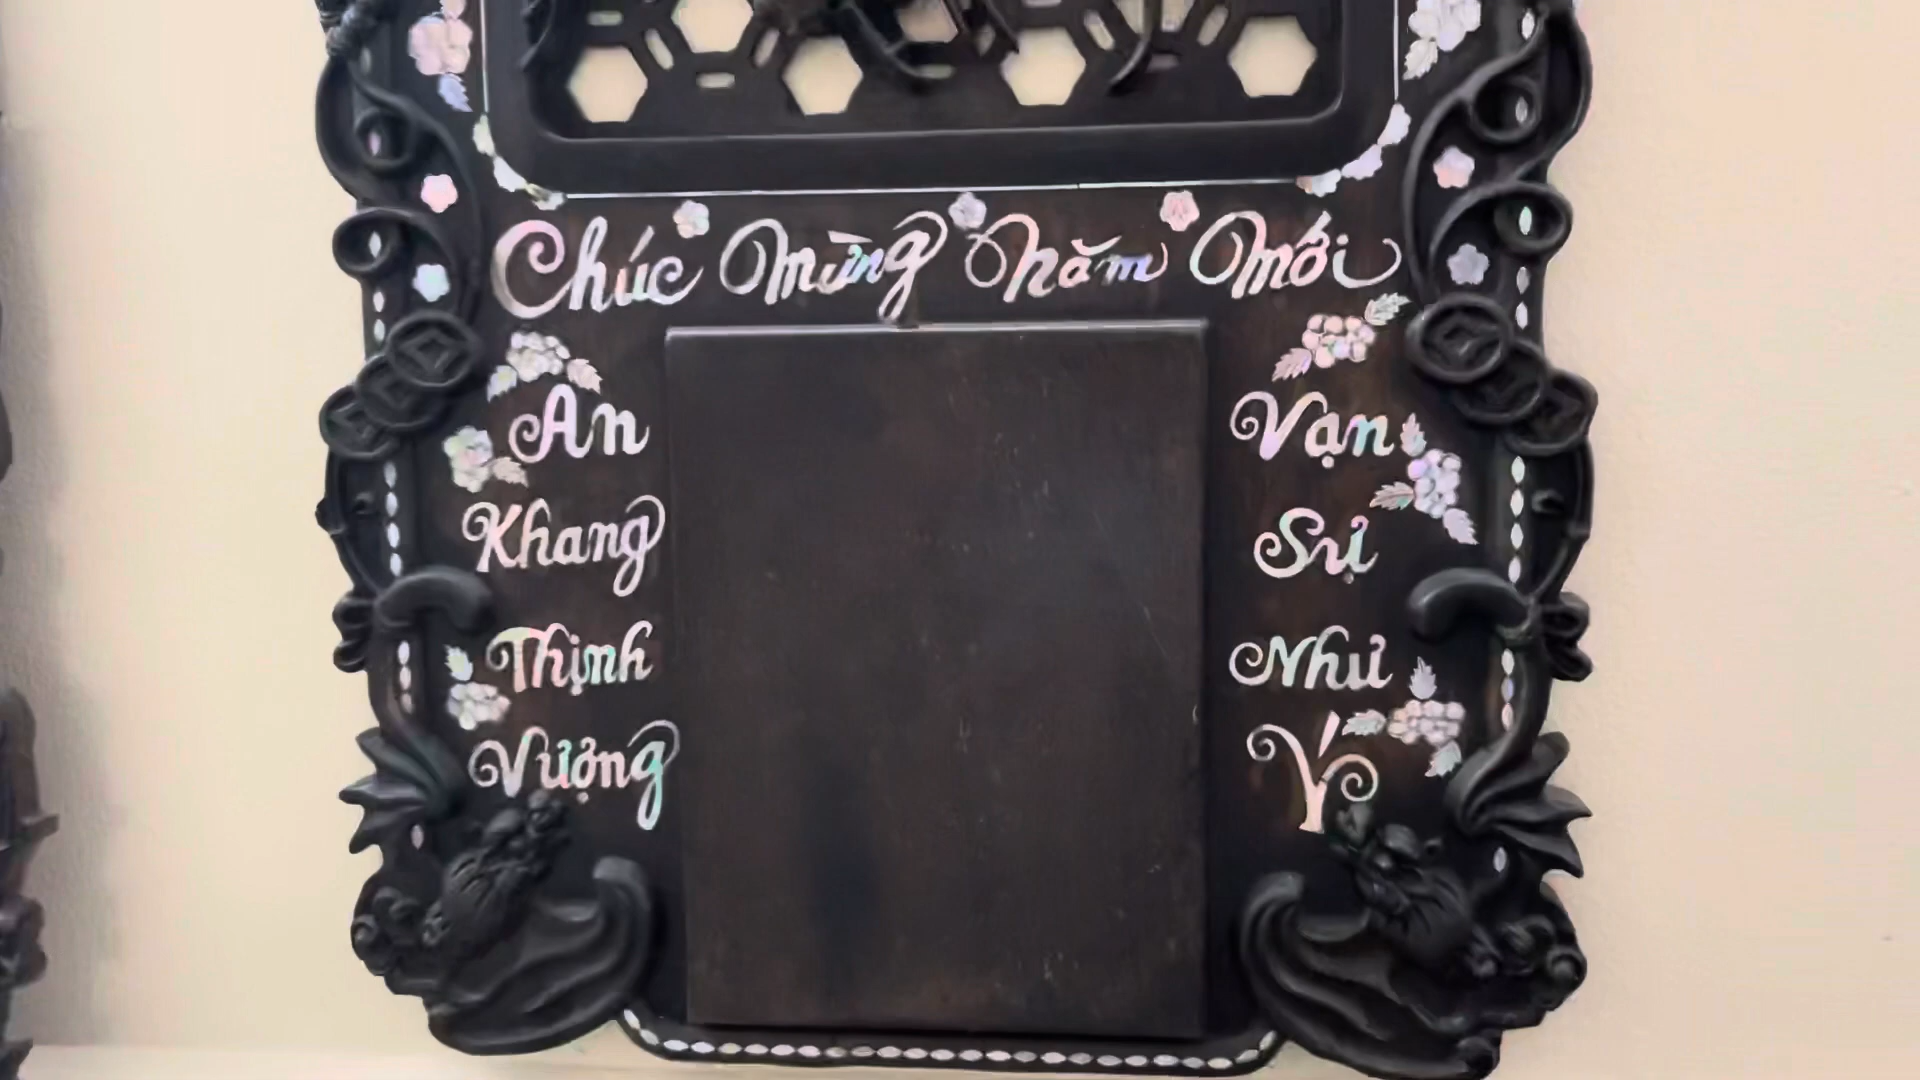 Chúc Mừng Năm Mới
An
Khang
Thịnh
Vượng
Vạn
Sự
Như
Ý